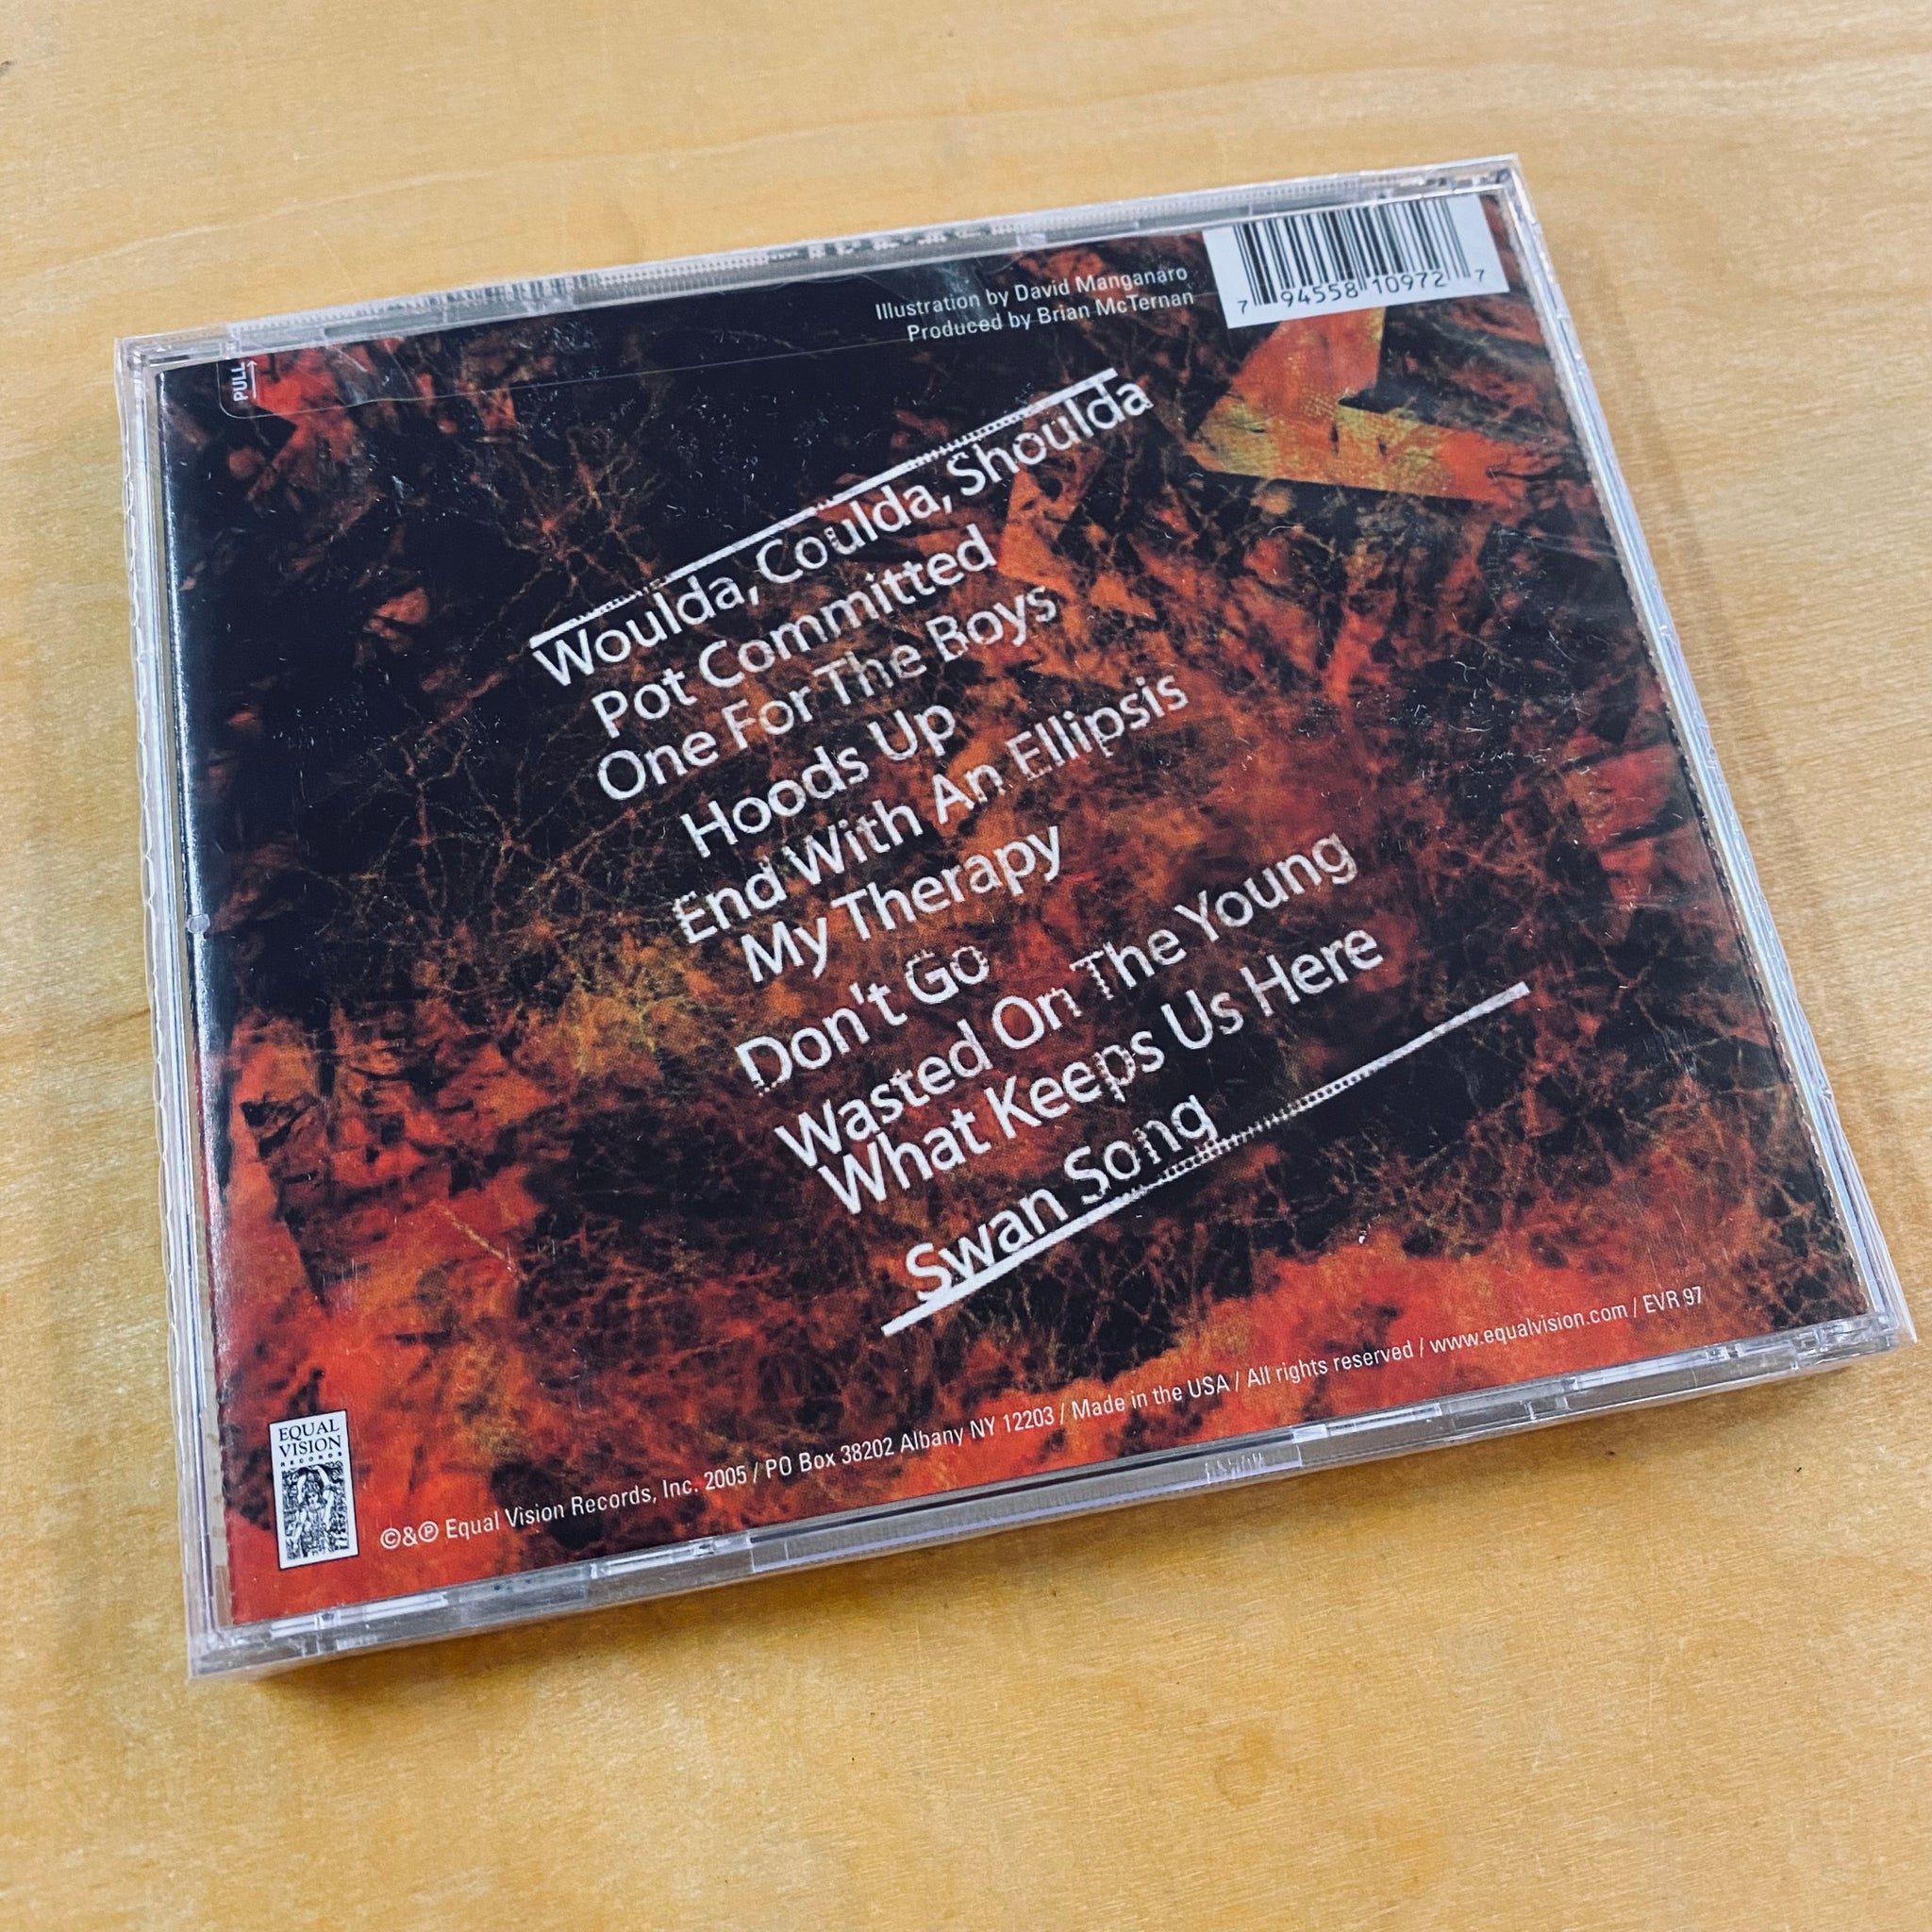 PULL
Illustration by David Manganaro
Produced by Brian McTernan
7 94558 10972 7
Woulda, Coulda, Shoulda
Pot Committed
One For The Boys
Hoods Up
End With An Ellipsis
My Therapy
Don't Go
Wasted On The Young
What Keeps Us Here
Swan Song
EQUAL
VISION
RECORDS
©&℗ Equal Vision Records, Inc. 2005 / PO Box 38202 Albany NY 12203 / Made in the USA / All rights reserved / www.equalvision.com / EVR 97